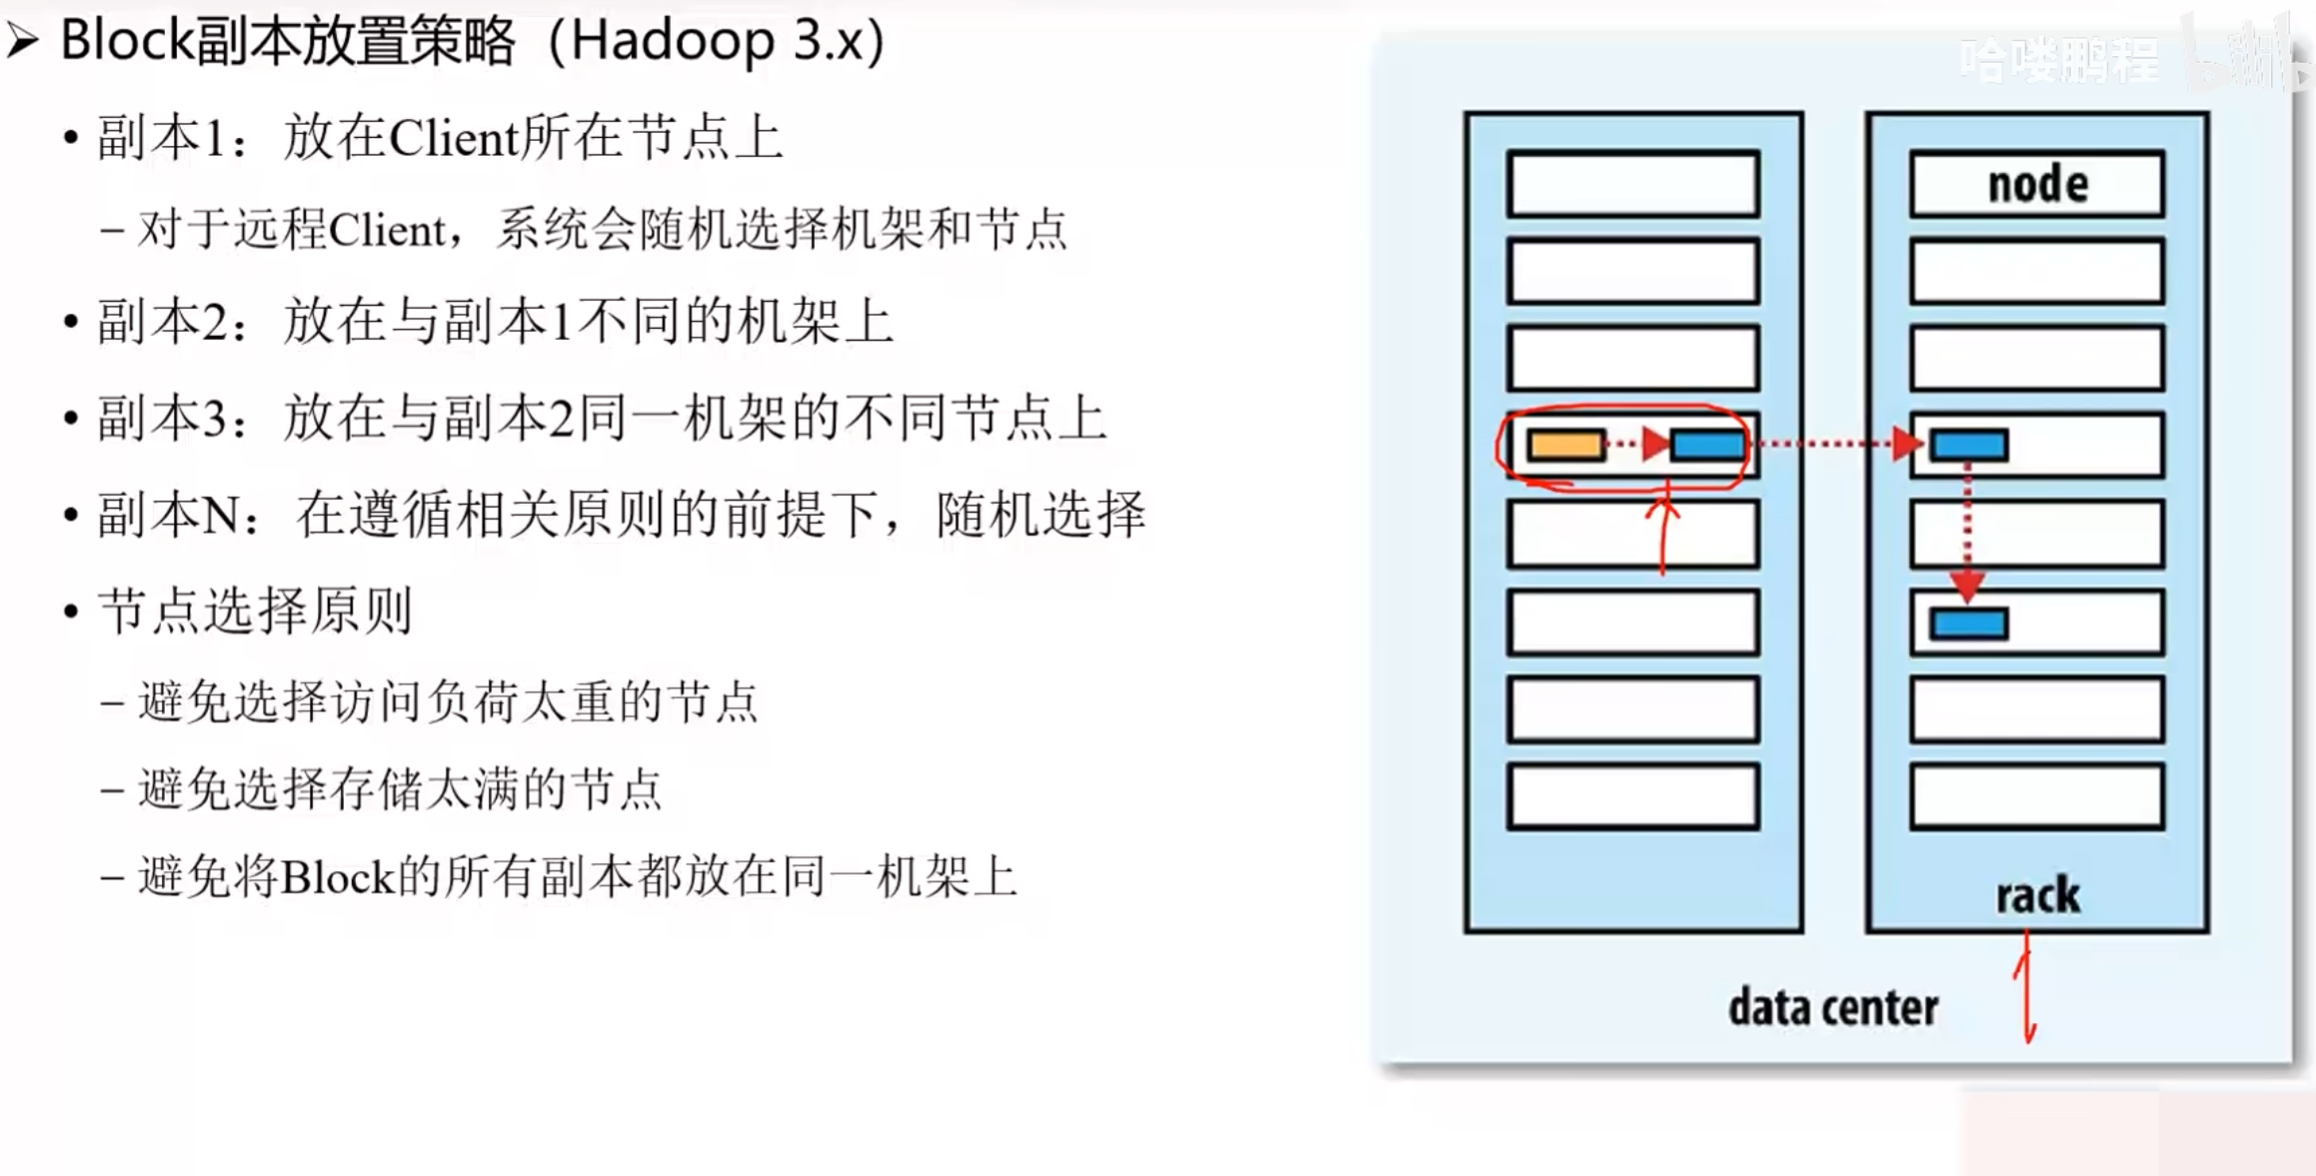 ➢ Block副本放置策略（Hadoop 3.x）
• 副本1：放在Client所在节点上
– 对于远程Client，系统会随机选择机架和节点
• 副本2：放在与副本1不同的机架上
• 副本3：放在与副本2同一机架的不同节点上
• 副本N：在遵循相关原则的前提下，随机选择
• 节点选择原则
– 避免选择访问负荷太重的节点
– 避免选择存储太满的节点
– 避免将Block的所有副本都放在同一机架上
哈喽鹏程 bilibili
node
rack
data center